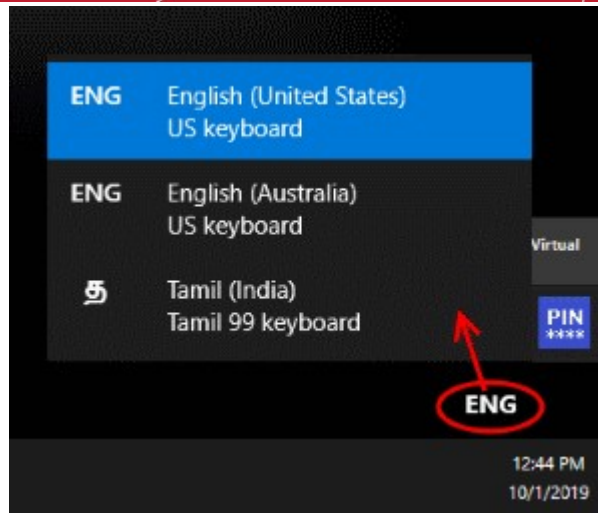 ENG English (United States)
US keyboard
ENG English (Australia)
US keyboard
த Tamil (India)
Tamil 99 keyboard
Virtual
PIN
****
ENG
12:44 PM
10/1/2019